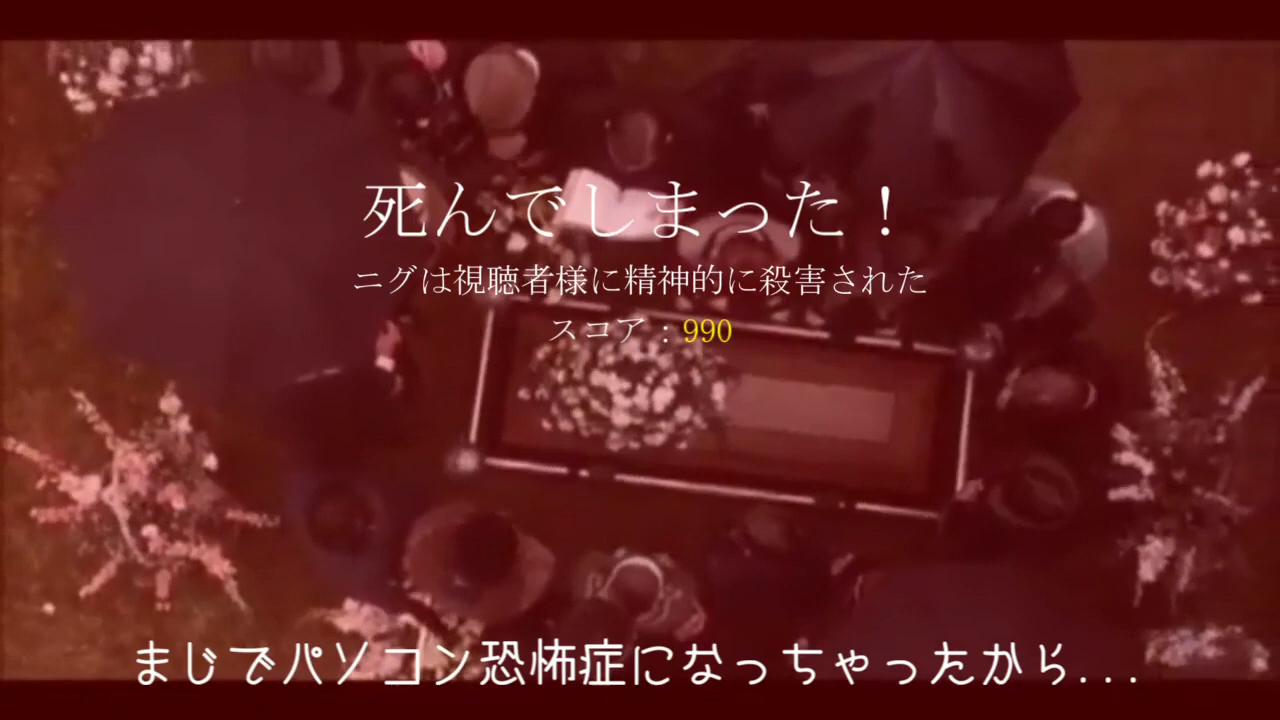 死んでしまった！
ニグは視聴者様に精神的に殺害された
スコア：990
まじでパソコン恐怖症になっちゃったから...